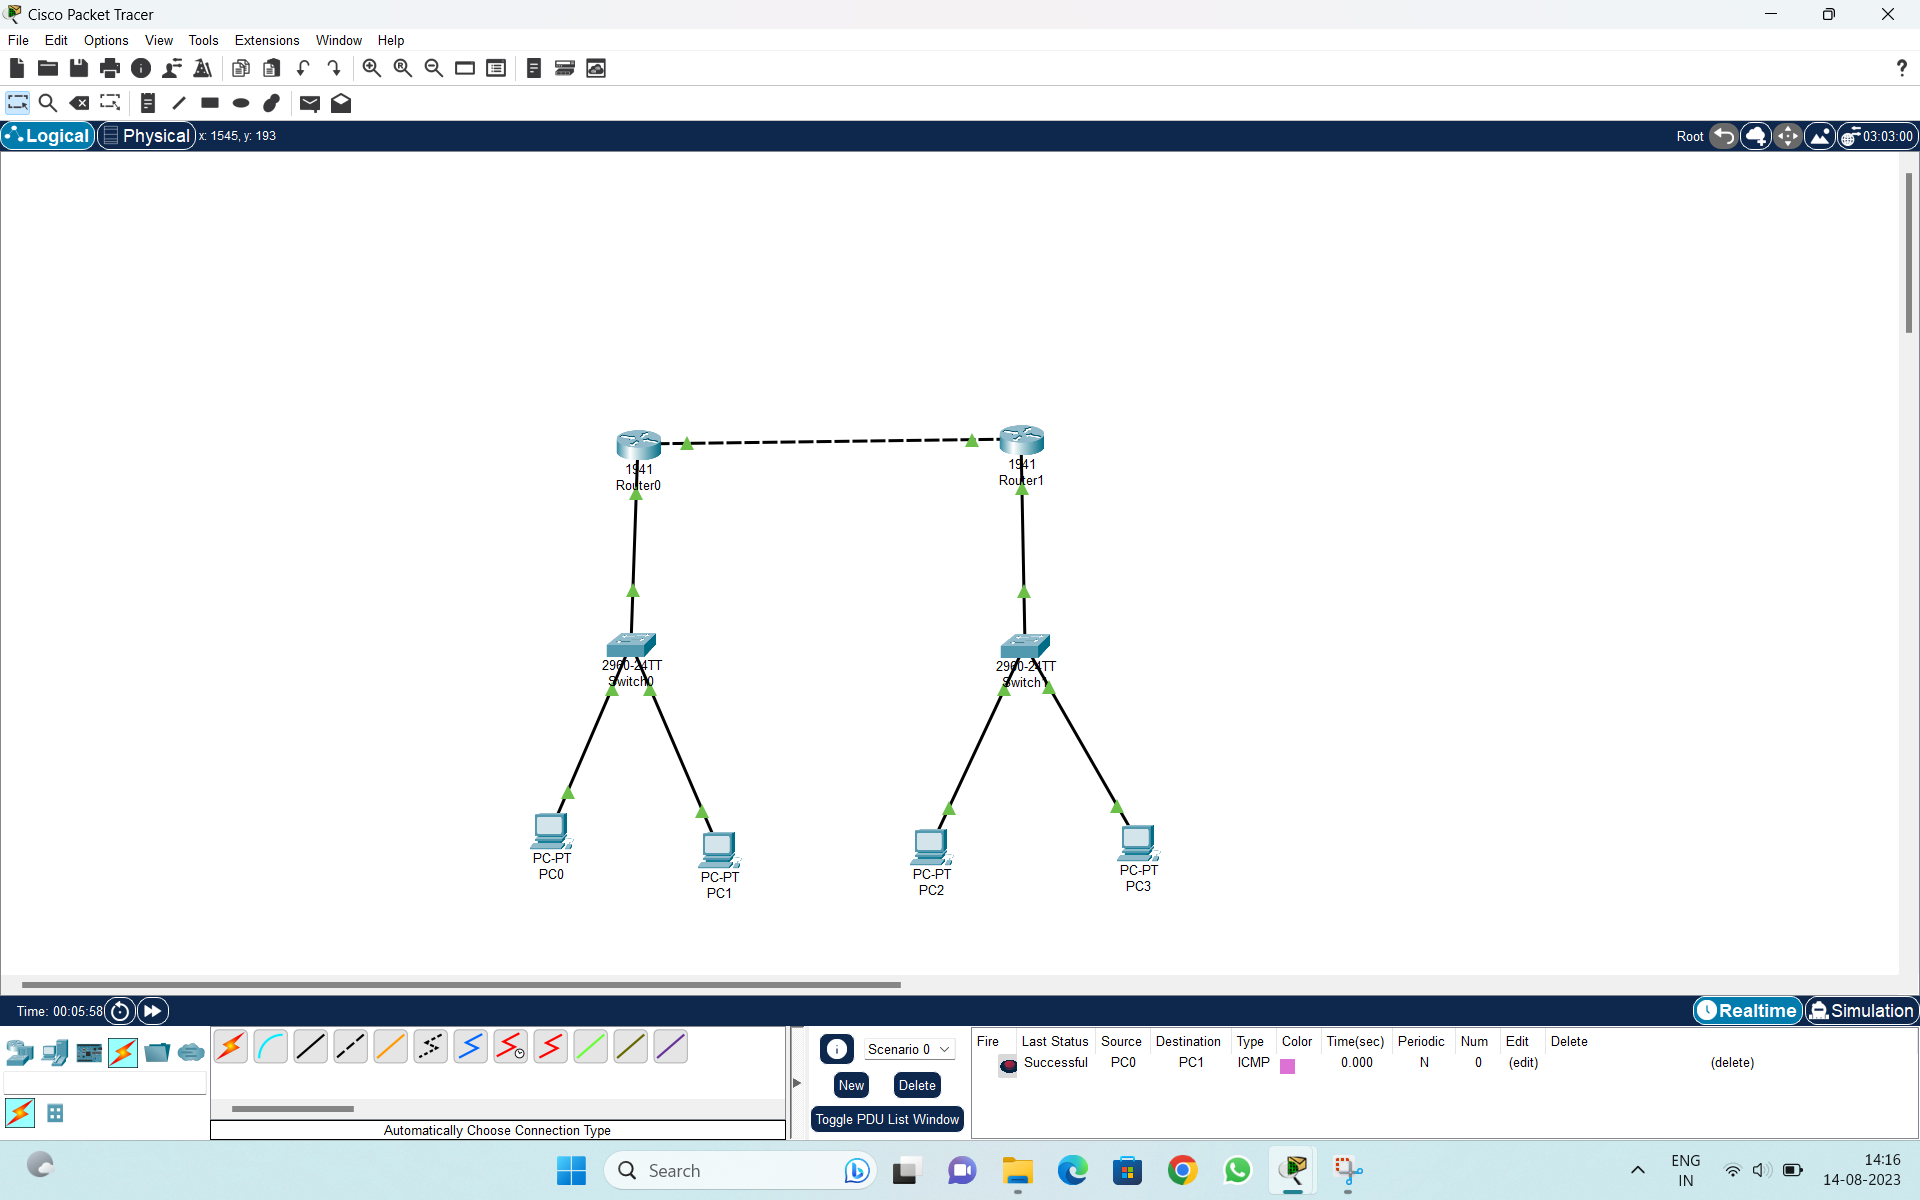 Cisco Packet Tracer
File Edit Options View Tools Extensions Window Help
?
Logical Physical x: 1545, y: 193 Root 03:03:00
1941
Router0
1941
Router1
2960-24TT
Switch0
2960-24TT
Switch1
PC-PT
PC0
PC-PT
PC1
PC-PT
PC2
PC-PT
PC3
Time: 00:05:58 Realtime Simulation
Automatically Choose Connection Type
Scenario 0
New Delete
Toggle PDU List Window
Fire Last Status Source Destination Type Color Time(sec) Periodic Num Edit Delete
Successful PC0 PC1 ICMP 0.000 N 0 (edit) (delete)
Search
ENG
IN
14:16
14-08-2023